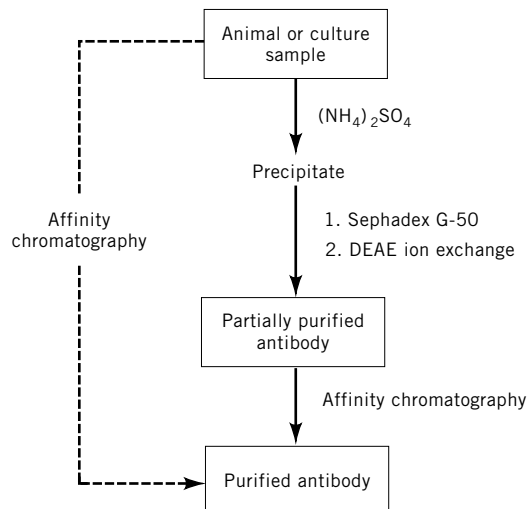 Animal or culture
sample
(NH₄)₂SO₄
Precipitate
Affinity
chromatography
1. Sephadex G-50
2. DEAE ion exchange
Partially purified
antibody
Affinity chromatography
Purified antibody